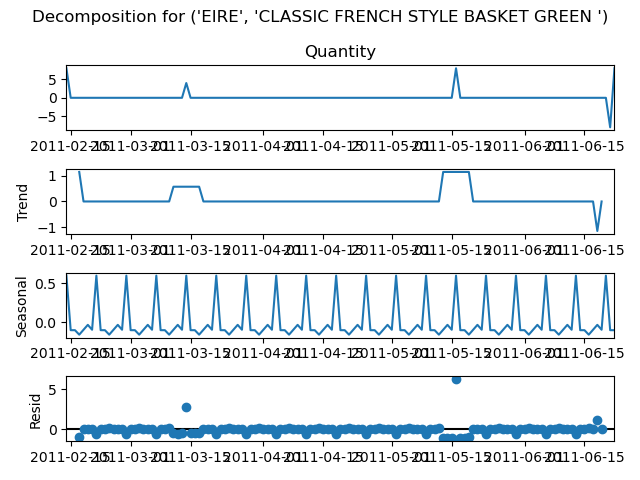 Decomposition for ('EIRE', 'CLASSIC FRENCH STYLE BASKET GREEN ')
Quantity
5
0
−5
2011-02-15 2011-03-01 2011-03-15 2011-04-01 2011-04-15 2011-05-01 2011-05-15 2011-06-01 2011-06-15
Trend
1
0
−1
2011-02-15 2011-03-01 2011-03-15 2011-04-01 2011-04-15 2011-05-01 2011-05-15 2011-06-01 2011-06-15
Seasonal
0.5
0.0
2011-02-15 2011-03-01 2011-03-15 2011-04-01 2011-04-15 2011-05-01 2011-05-15 2011-06-01 2011-06-15
Resid
5
0
2011-02-15 2011-03-01 2011-03-15 2011-04-01 2011-04-15 2011-05-01 2011-05-15 2011-06-01 2011-06-15